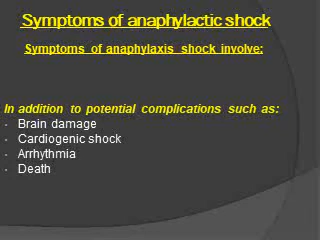 Symptoms of anaphylactic shock
Symptoms of anaphylaxis shock involve:
In addition to potential complications such as:
- Brain damage
- Cardiogenic shock
- Arrhythmia
- Death